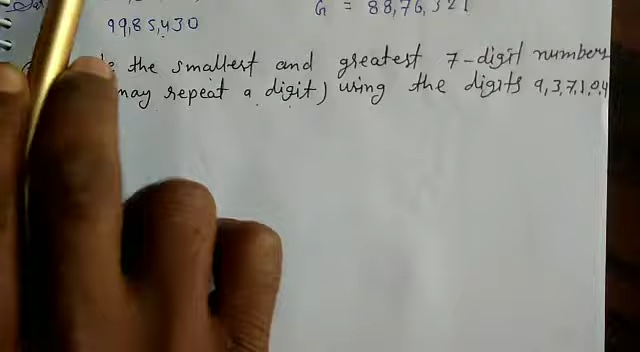 G = 88,76,321
99,85,430
the smallest and greatest 7-digit numbers
may repeat a digit) using the digits 9,3,7,1,0,4